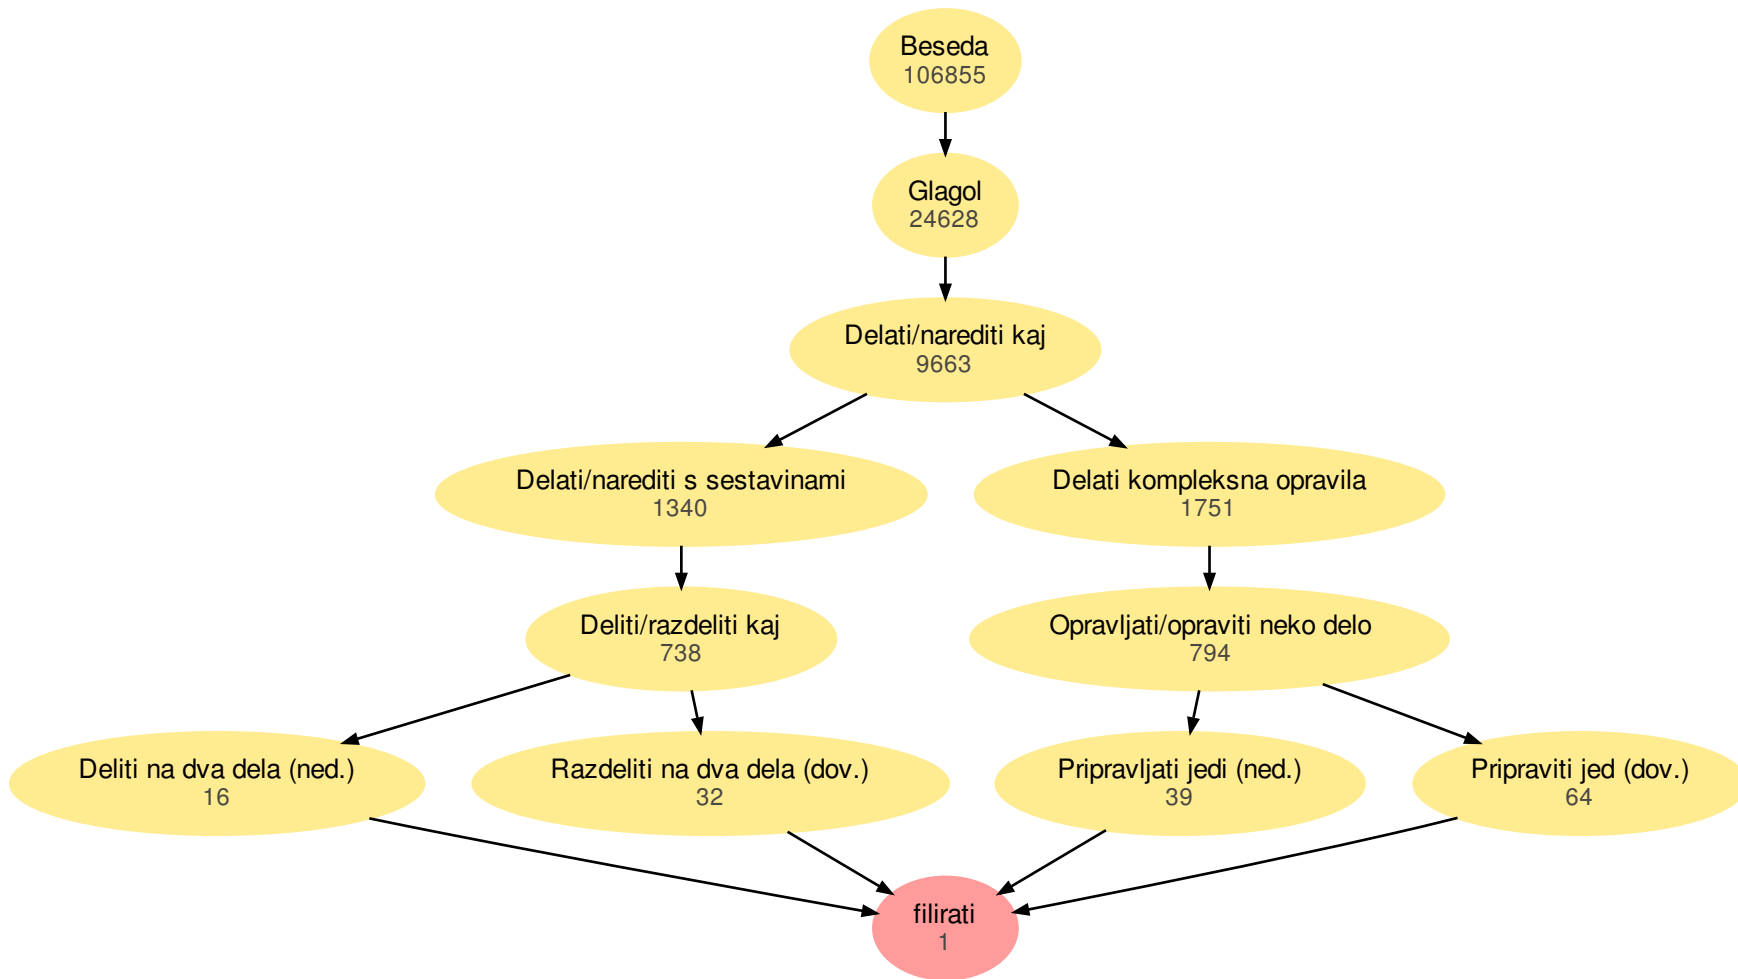 Beseda
106855
Glagol
24628
Delati/narediti kaj
9663
Delati/narediti s sestavinami
1340
Delati kompleksna opravila
1751
Deliti/razdeliti kaj
738
Opravljati/opraviti neko delo
794
Deliti na dva dela (ned.)
16
Razdeliti na dva dela (dov.)
32
Pripravljati jedi (ned.)
39
Pripraviti jed (dov.)
64
filirati
1